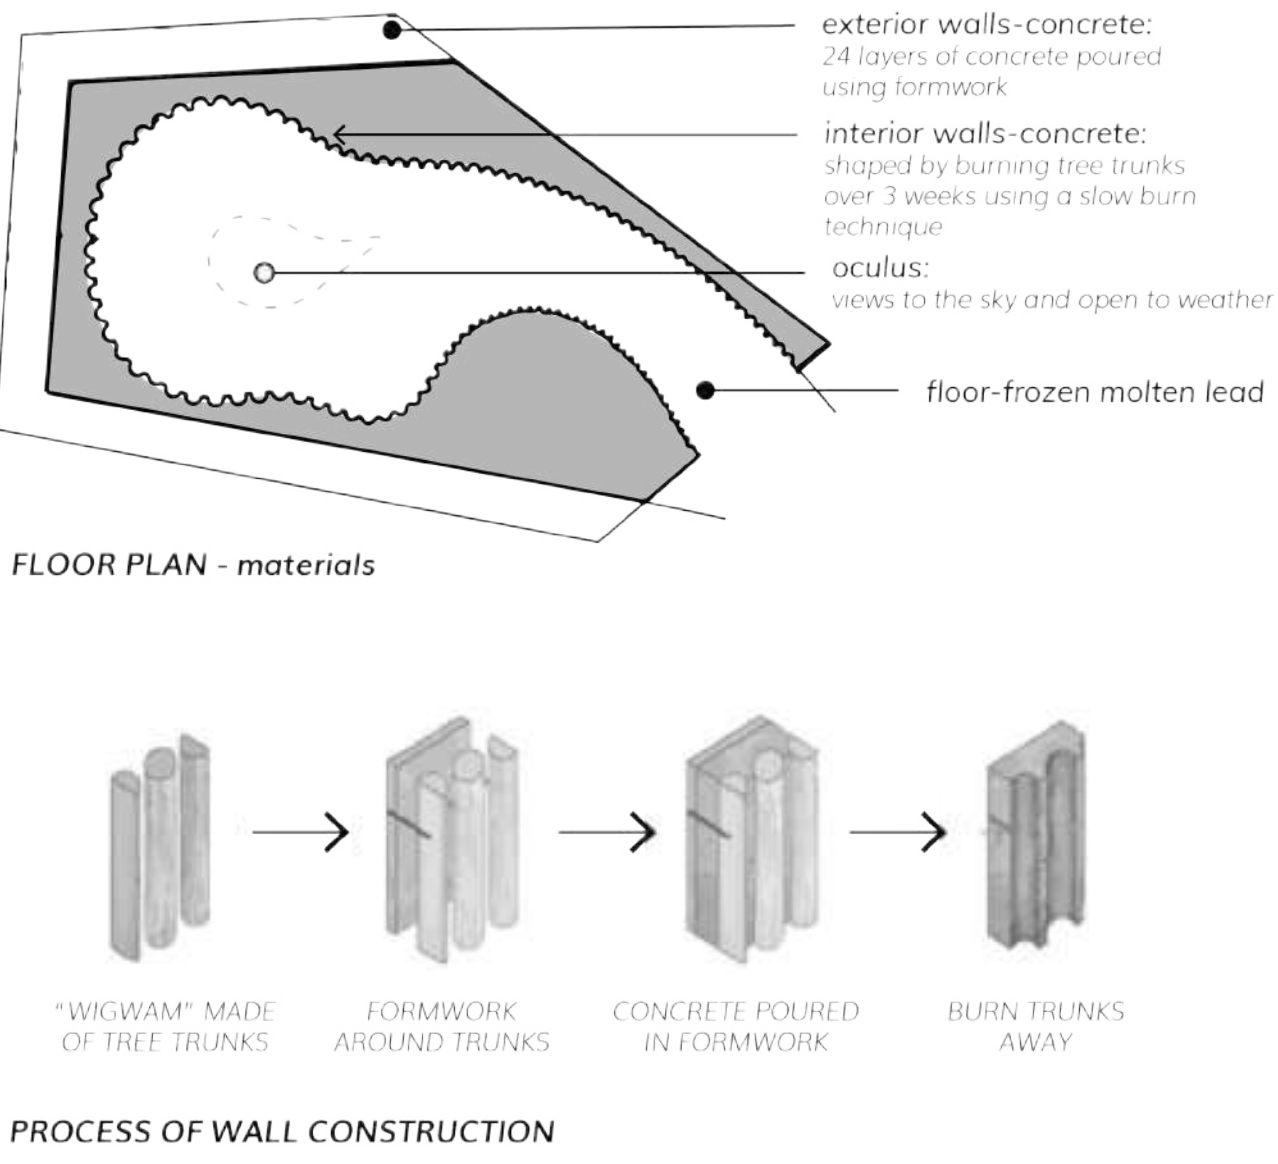 exterior walls-concrete:
24 layers of concrete poured
using formwork
interior walls-concrete:
shaped by burning tree trunks
over 3 weeks using a slow burn
technique
oculus:
views to the sky and open to weather
floor-frozen molten lead
FLOOR PLAN - materials
"WIGWAM" MADE
OF TREE TRUNKS
FORMWORK
AROUND TRUNKS
CONCRETE POURED
IN FORMWORK
BURN TRUNKS
AWAY
PROCESS OF WALL CONSTRUCTION